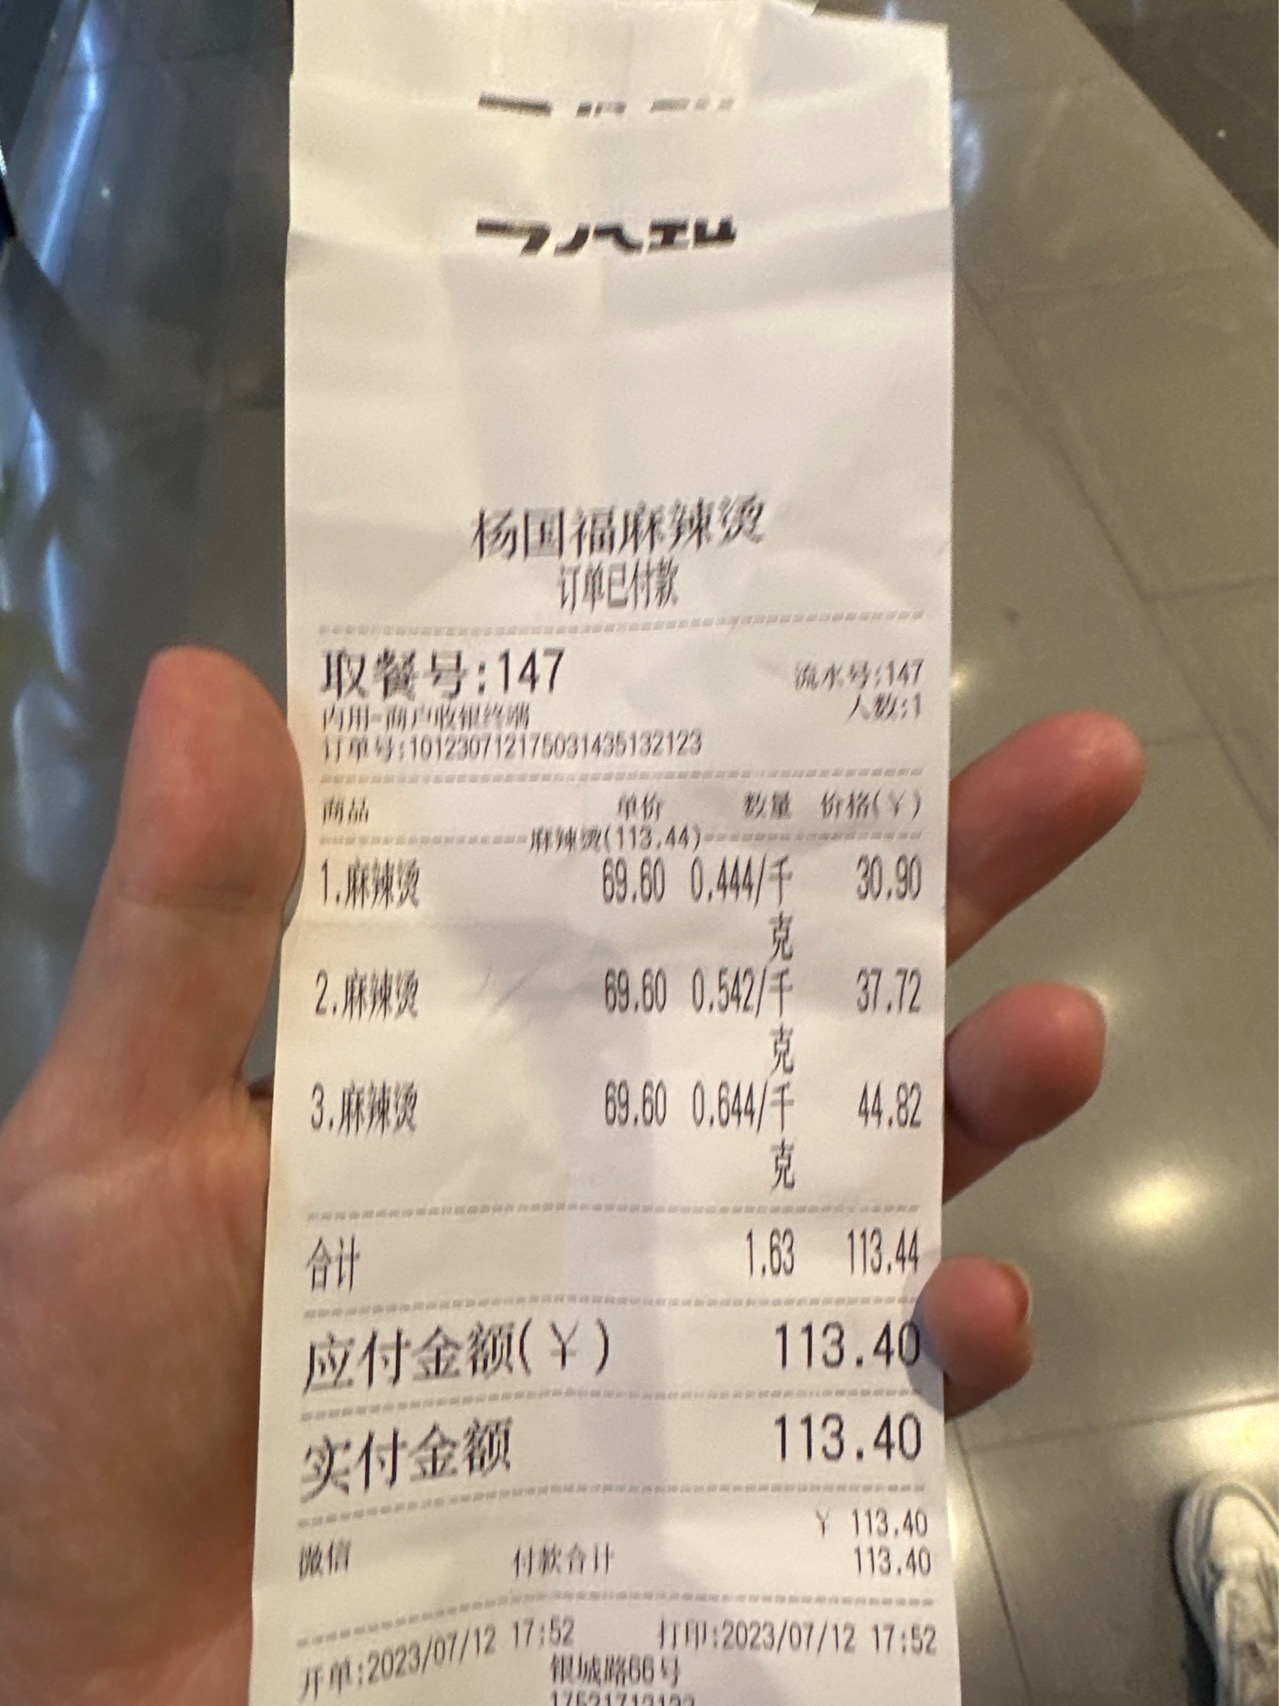 杨国福麻辣烫
订单已付款
取餐号:147 流水号:147
内用-商户收银终端 人数:1
订单号:101230712175031435132123
商品 单价 数量 价格(¥)
麻辣烫(113.44)
1.麻辣烫 69.60 0.444/千 30.90
克
2.麻辣烫 69.60 0.542/千 37.72
克
3.麻辣烫 69.60 0.644/千 44.82
克
合计 1.63 113.44
应付金额(¥) 113.40
实付金额 113.40
¥ 113.40
微信 付款合计 113.40
开单:2023/07/12 17:52 打印:2023/07/12 17:52
银城路66号